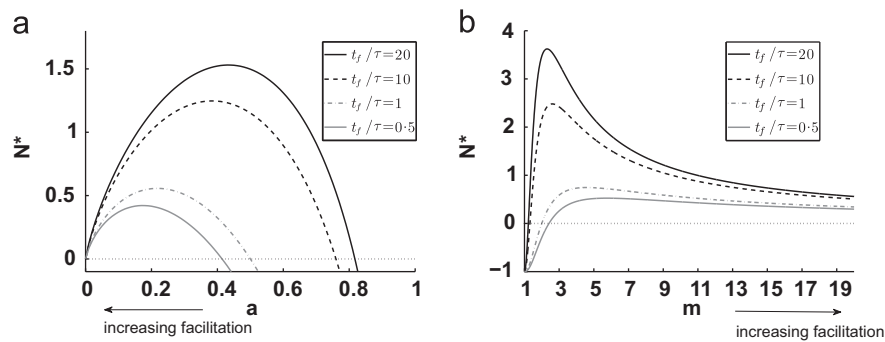 a
N*
1.5
1
0.5
0
0 0.2 0.4 0.6 0.8 1
a
increasing facilitation
t_f/τ=20
t_f/τ=10
t_f/τ=1
t_f/τ=0·5
b
N*
4
3
2
1
0
−1
1 3 5 7 9 11 13 15 17 19
m
increasing facilitation
t_f/τ=20
t_f/τ=10
t_f/τ=1
t_f/τ=0·5